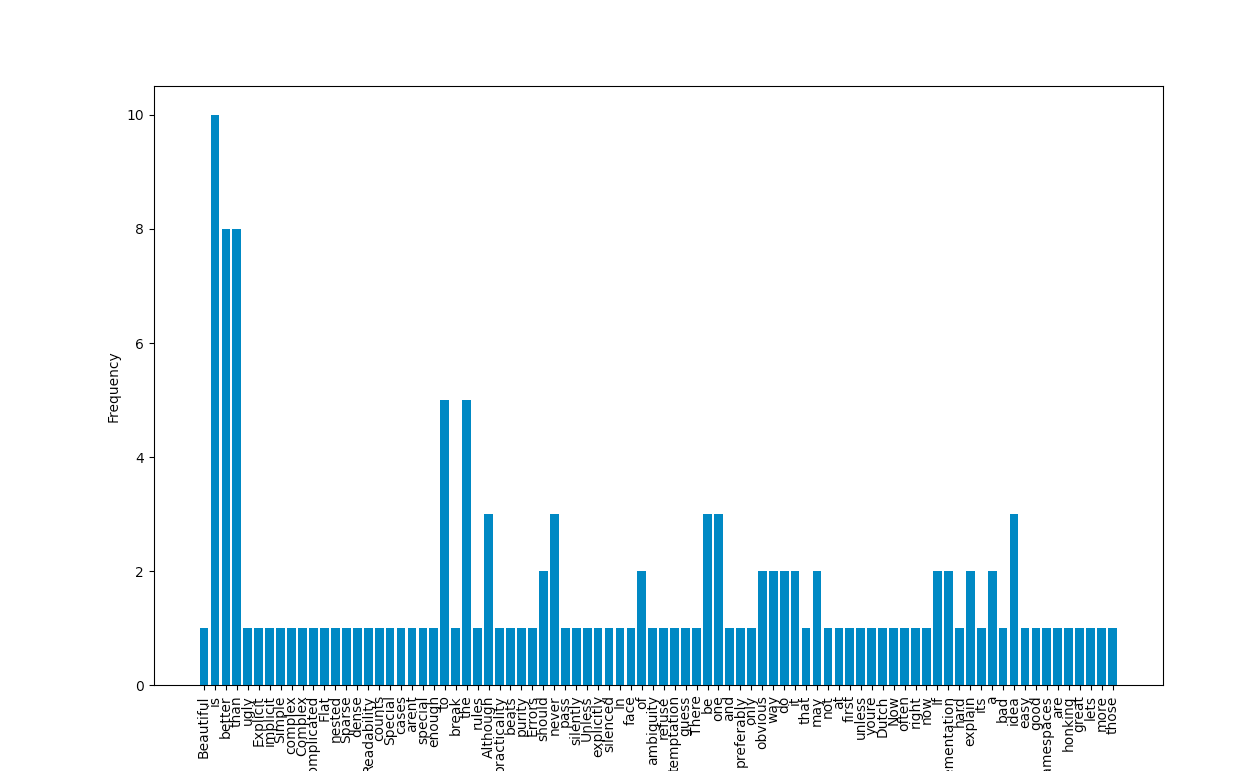 10
8
6
4
2
0
Frequency
Beautiful
is
better
than
ugly
Explicit
implicit
Simple
complex
Complex
omplicated
Flat
nested
Sparse
dense
Readability
counts
Special
cases
arent
special
enough
to
break
the
rules
Although
practicality
beats
purity
Errors
should
never
pass
silently
Unless
explicitly
silenced
In
face
of
ambiguity
refuse
temptation
guess
There
be
one
and
preferably
only
obvious
way
do
it
that
may
not
at
first
unless
youre
Dutch
Now
often
right
now
If
ementation
hard
explain
its
a
bad
idea
easy
good
amespaces
are
honking
great
lets
more
those